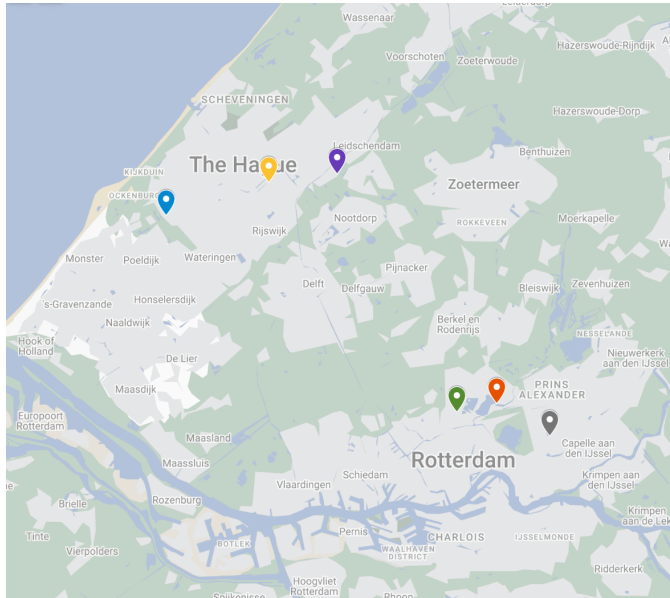 Wassenaar
Voorschoten
Hazerswoude-Rijndijk
Zoeterwoude
SCHEVENINGEN
Hazerswoude-Dorp
Leidschendam
Benthuizen
The Hague
KIJKDUIN
Zoetermeer
OCKENBURG
Nootdorp
ROKKEVEEN
Moerkapelle
Rijswijk
Monster
Poeldijk
Wateringen
Pijnacker
Delft
Delfgauw
Bleiswijk
Zevenhuizen
's-Gravenzande
Honselersdijk
Naaldwijk
Berkel en
Rodenrijs
NESSELANDE
Hook of
Holland
De Lier
Nieuwerkerk
aan den IJssel
Maasdijk
PRINS
ALEXANDER
Europoort
Rotterdam
Maasland
Capelle aan
den IJssel
Maassluis
Rotterdam
Schiedam
Krimpen aan
den IJssel
Vlaardingen
Rozenburg
Brielle
Krimpen
aan de Lek
Tinte
Pernis
CHARLOIS
IJSSELMONDE
BOTLEK
WAALHAVEN
DISTRICT
Vierpolders
Ridderkerk
Hoogvliet
Rotterdam